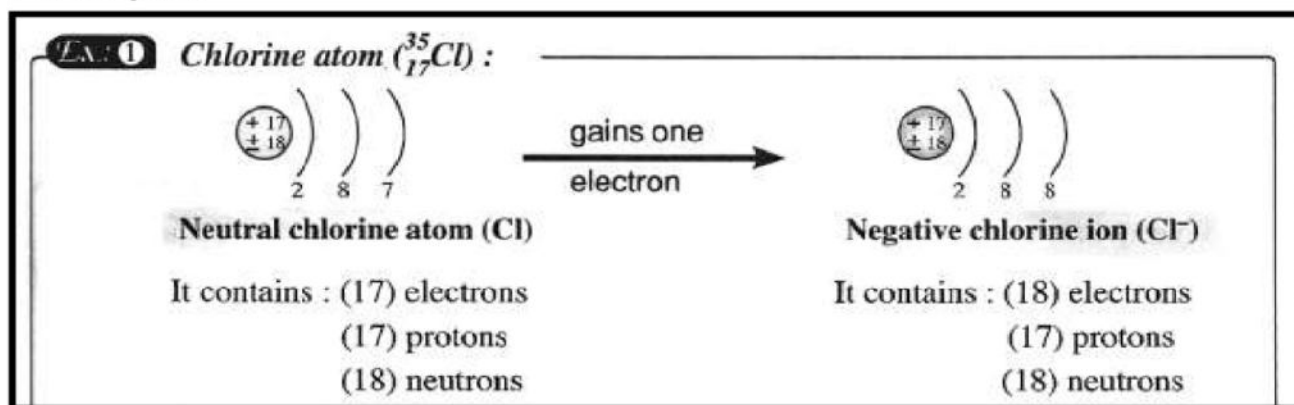 Ex.: 1 Chlorine atom (³⁵₁₇Cl) :
+ 17
± 18
2 8 7
gains one
electron
+ 17
± 18
2 8 8
Neutral chlorine atom (Cl)
Negative chlorine ion (Cl⁻)
It contains : (17) electrons
(17) protons
(18) neutrons
It contains : (18) electrons
(17) protons
(18) neutrons